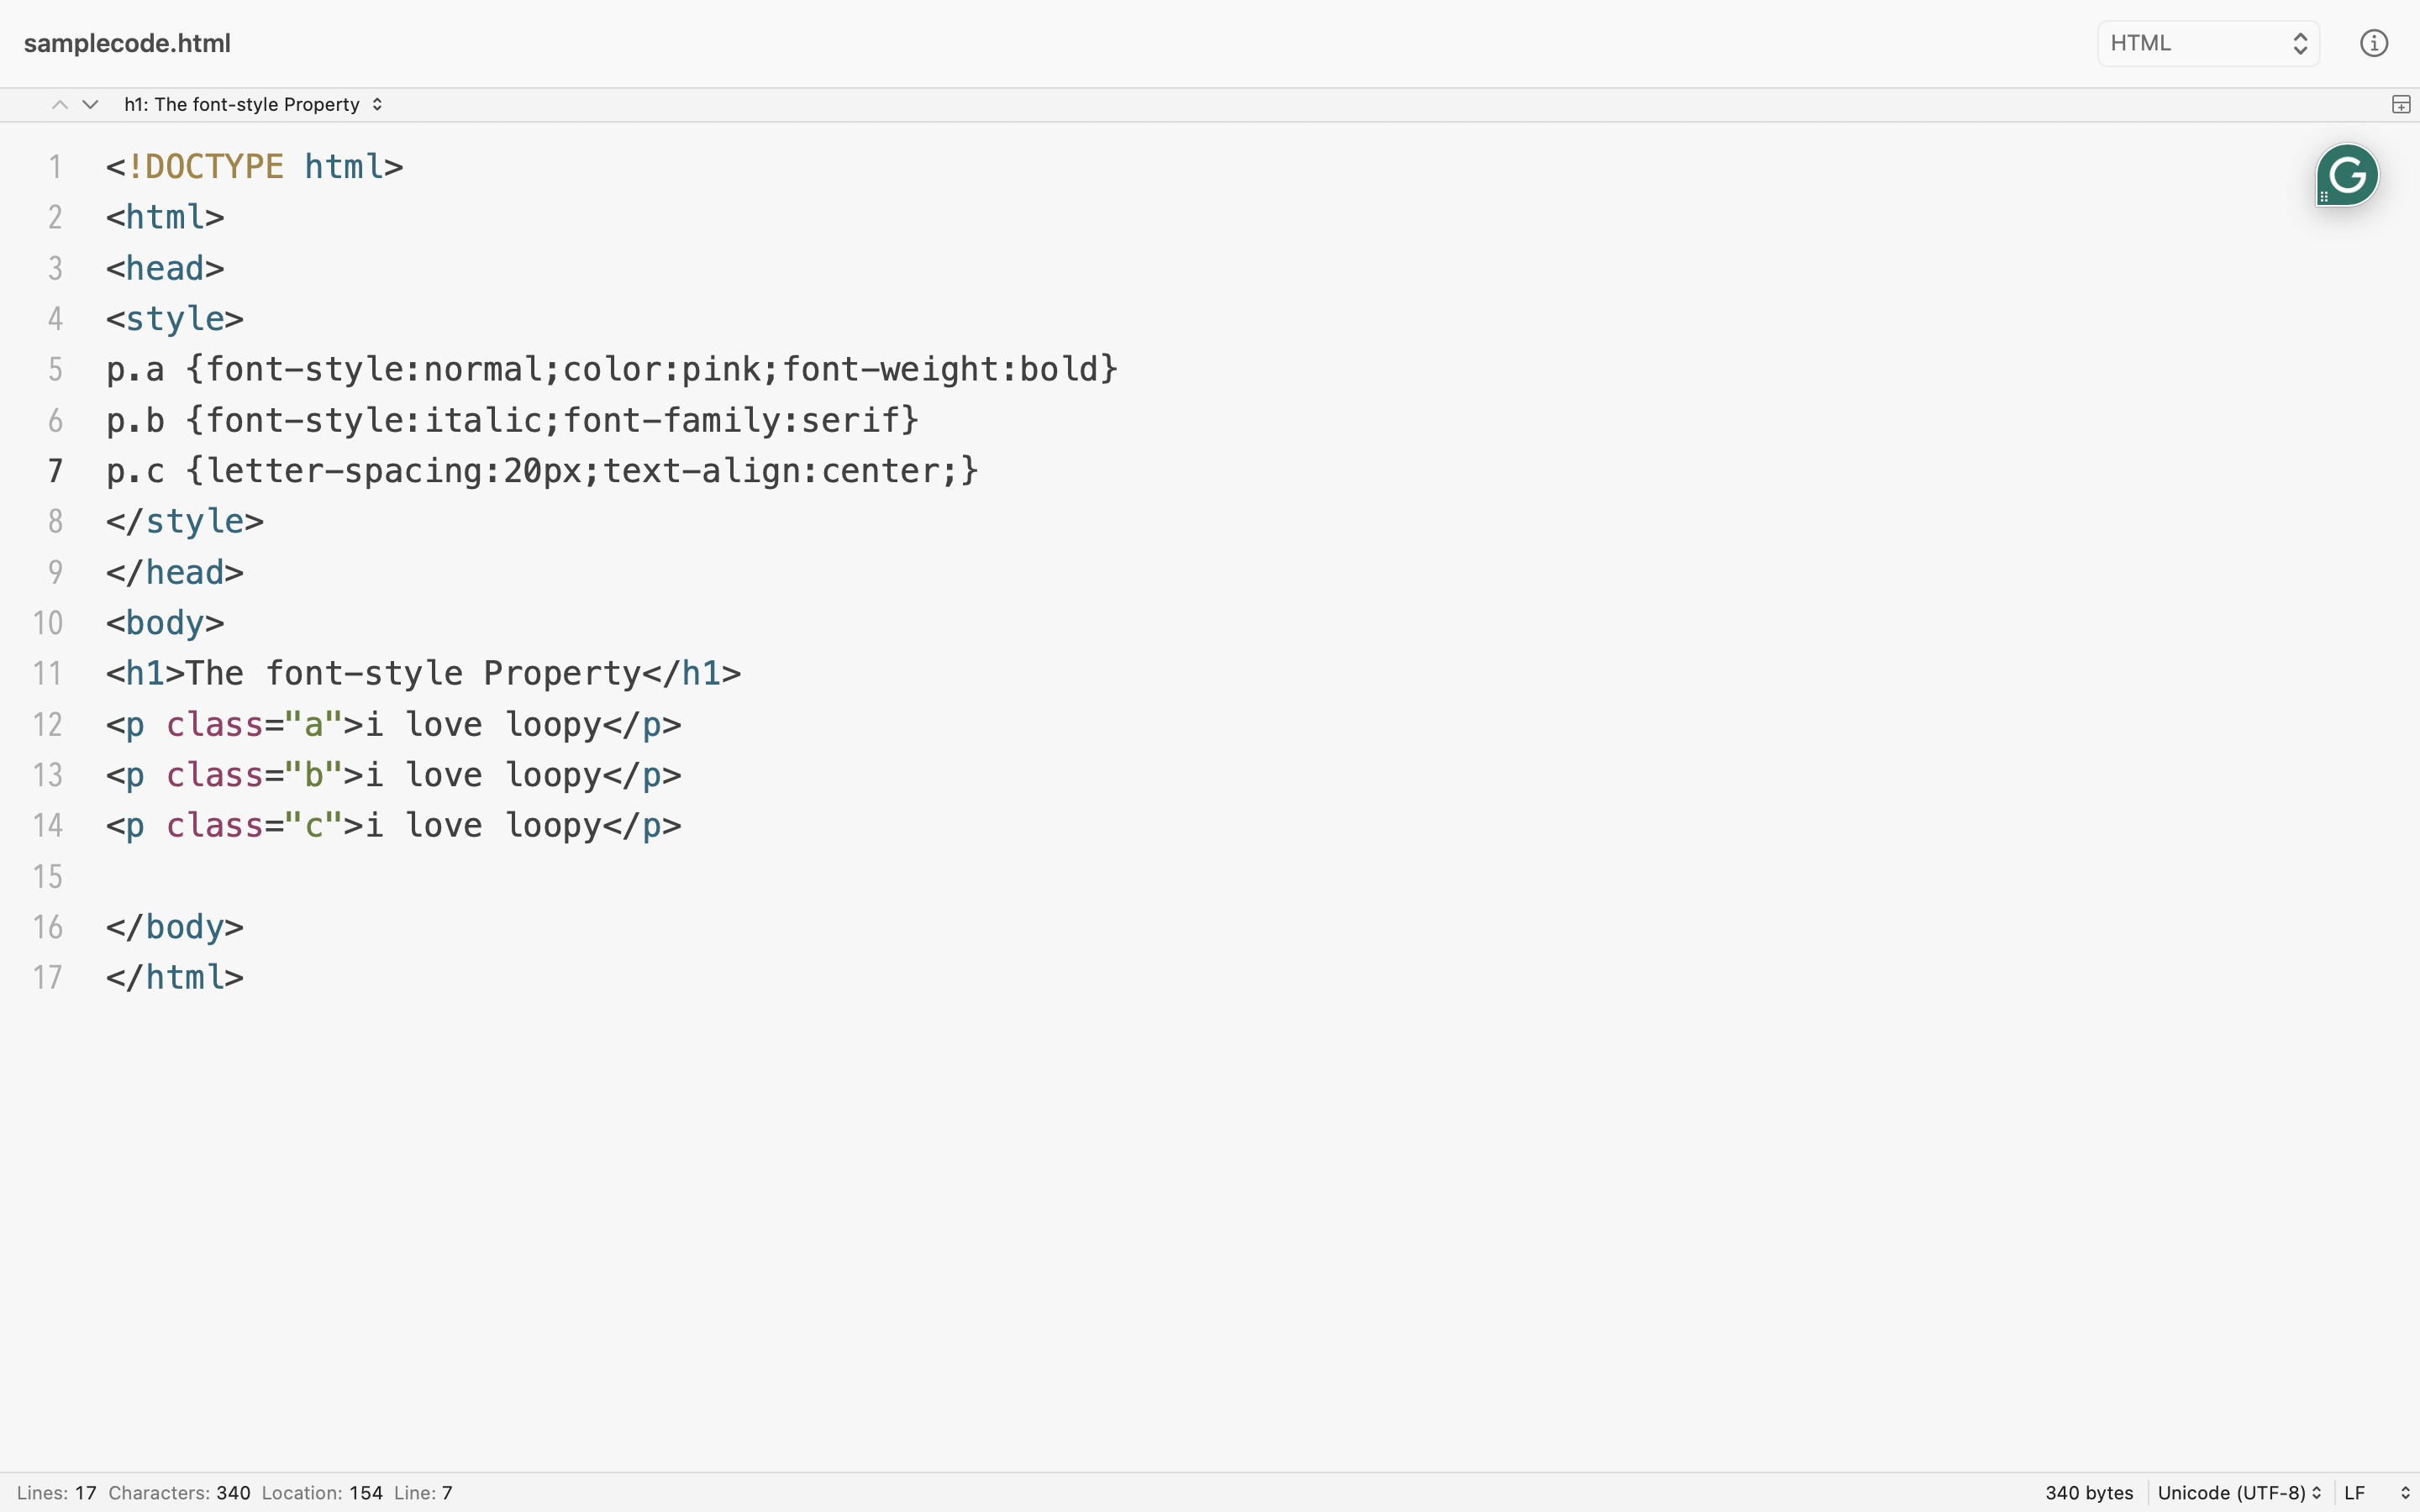 samplecode.html HTML
h1: The font-style Property
1 <!DOCTYPE html>
2 <html>
3 <head>
4 <style>
5 p.a {font-style:normal;color:pink;font-weight:bold}
6 p.b {font-style:italic;font-family:serif}
7 p.c {letter-spacing:20px;text-align:center;}
8 </style>
9 </head>
10 <body>
11 <h1>The font-style Property</h1>
12 <p class="a">i love loopy</p>
13 <p class="b">i love loopy</p>
14 <p class="c">i love loopy</p>
15
16 </body>
17 </html>
Lines: 17 Characters: 340 Location: 154 Line: 7 340 bytes Unicode (UTF-8) LF